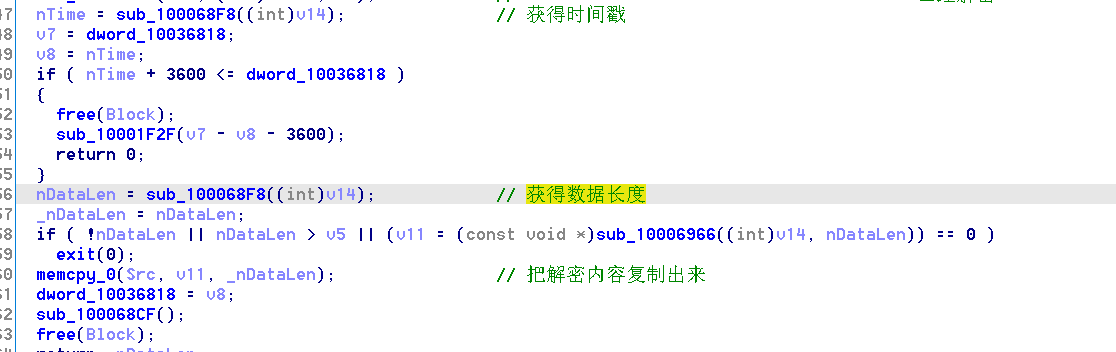 47 nTime = sub_100068F8((int)v14); // 获得时间戳
48 v7 = dword_10036818;
49 v8 = nTime;
50 if ( nTime + 3600 <= dword_10036818 )
51 {
52 free(Block);
53 sub_10001F2F(v7 - v8 - 3600);
54 return 0;
55 }
56 nDataLen = sub_100068F8((int)v14); // 获得数据长度
57 _nDataLen = nDataLen;
58 if ( !nDataLen || nDataLen > v5 || (v11 = (const void *)sub_10006966((int)v14, nDataLen)) == 0 )
59 exit(0);
60 memcpy_0(Src, v11, _nDataLen); // 把解密内容复制出来
61 dword_10036818 = v8;
62 sub_100068CF();
63 free(Block);